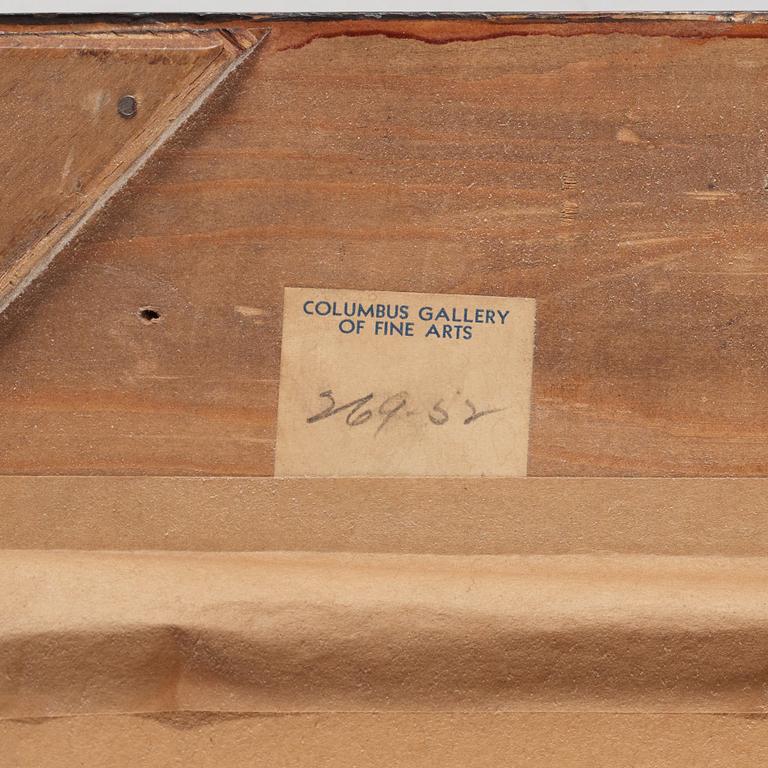 COLUMBUS GALLERY
OF FINE ARTS
269-52